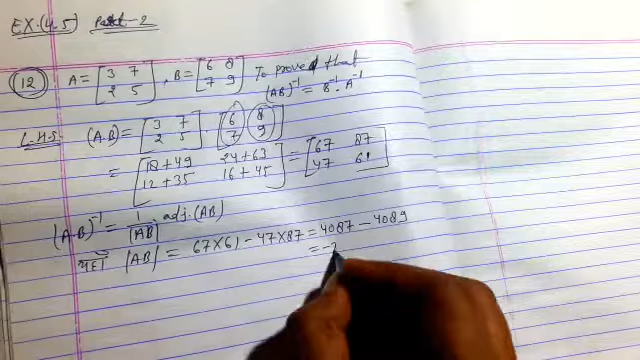 EX.(4.5) Part-2
(12) A = [3 7; 2 5], B = [6 8; 7 9] To proved that
(AB)⁻¹ = B⁻¹. A⁻¹
L.H.S. (A.B) = [3 7; 2 5] . [6 8; 7 9]
= [18+49 24+63; 12+35 16+45] = [67 87; 47 61]
(A.B)⁻¹ = 1/|AB| adj.(AB)
यहाँ |AB| = 67×61 - 47×87 = 4087 - 4089
= -2